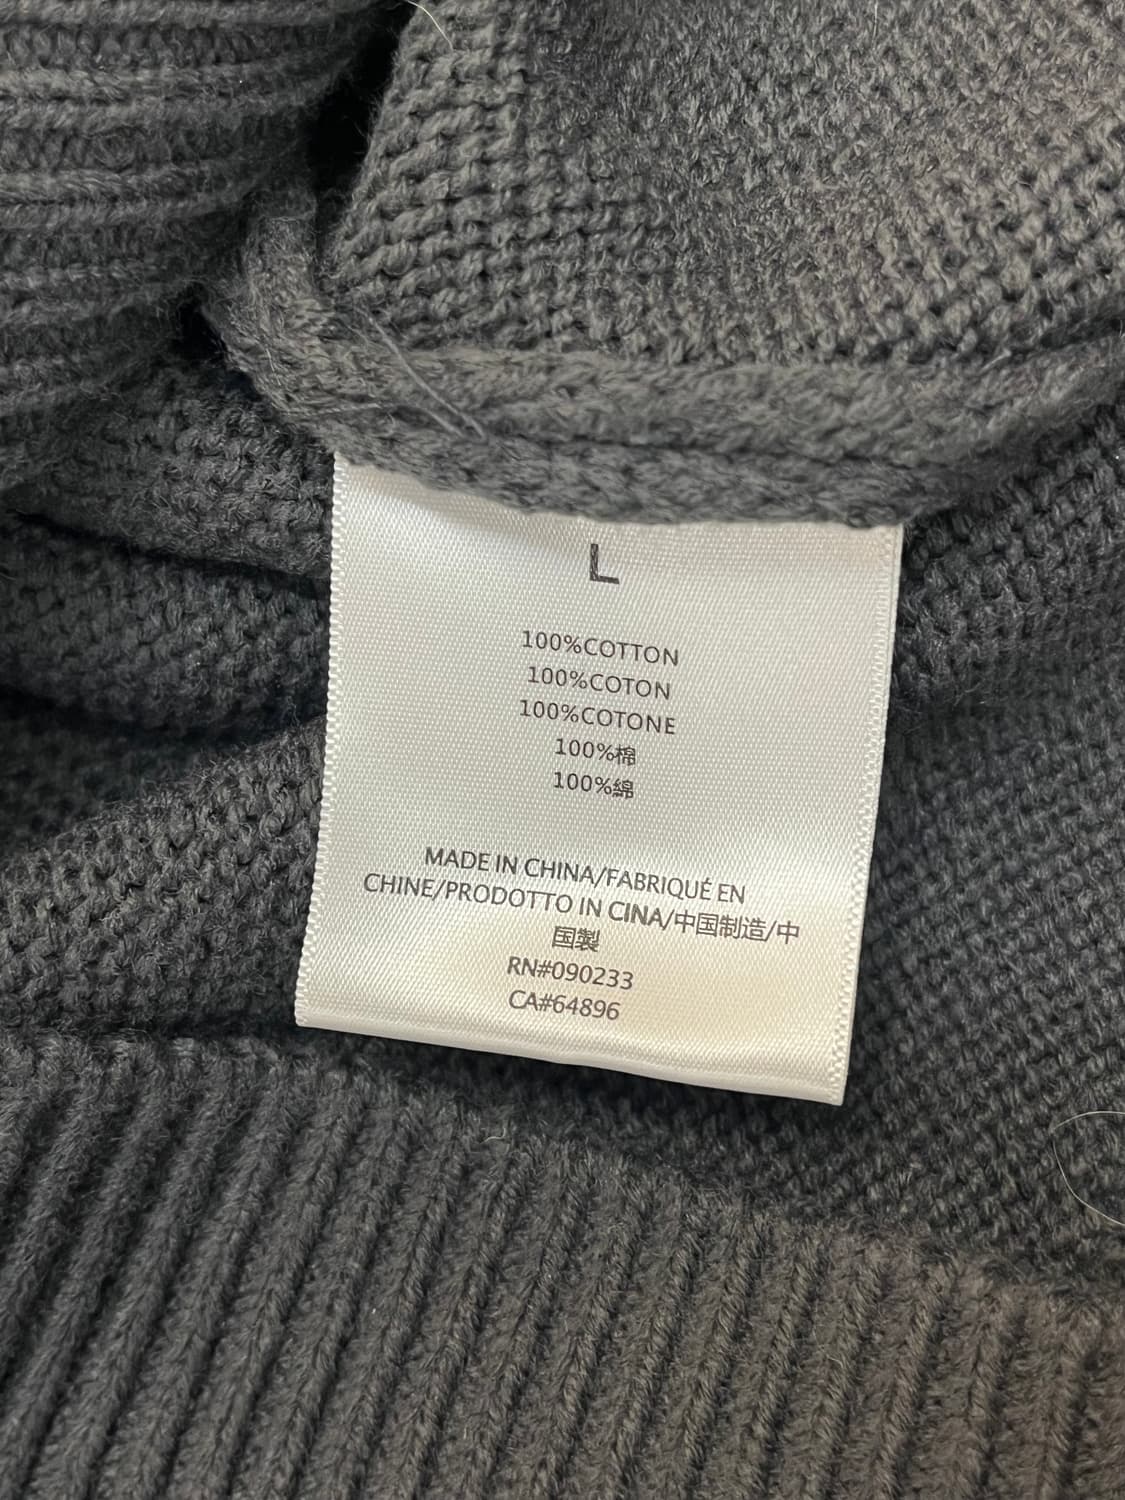 L
100%COTTON
100%COTON
100%COTONE
100%棉
100%綿
MADE IN CHINA/FABRIQUÉ EN
CHINE/PRODOTTO IN CINA/中国制造/中
国製
RN#090233
CA#64896